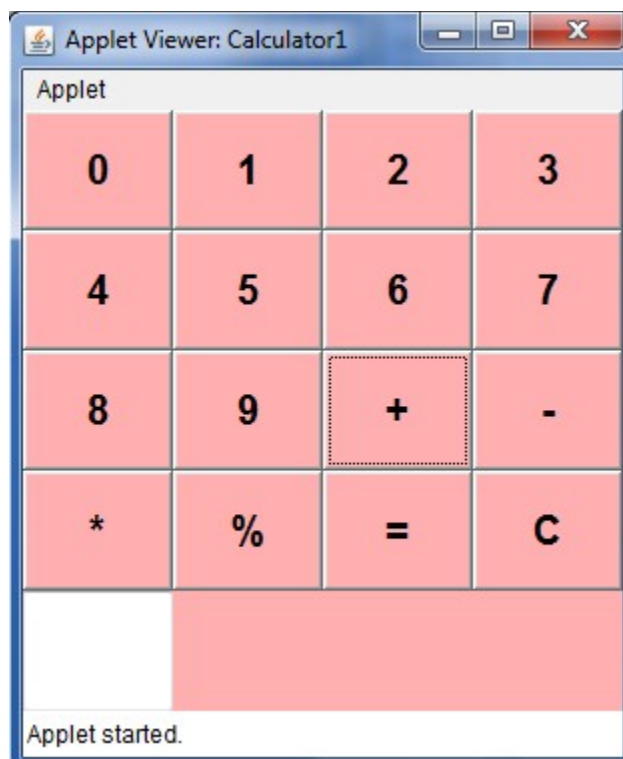 Applet Viewer: Calculator1
Applet
0 1 2 3
4 5 6 7
8 9 + -
* % = C
Applet started.